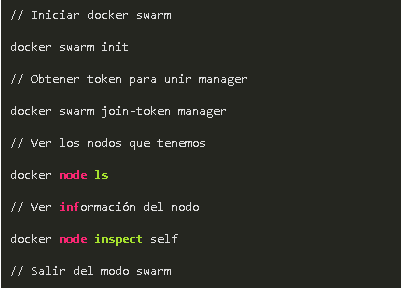 // Iniciar docker swarm
docker swarm init
// Obtener token para unir manager
docker swarm join-token manager
// Ver los nodos que tenemos
docker node ls
// Ver información del nodo
docker node inspect self
// Salir del modo swarm